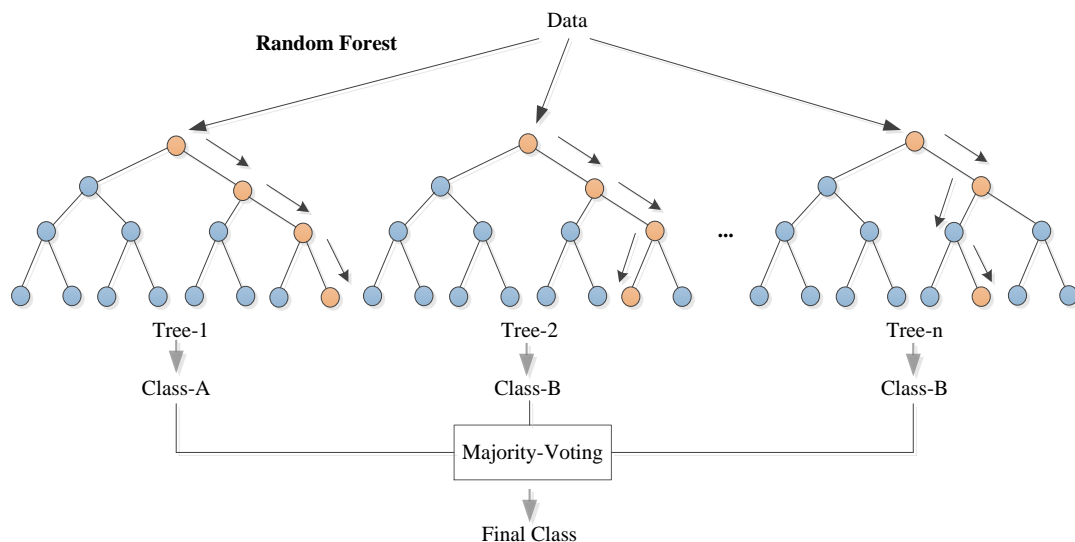 Data
Random Forest
...
Tree-1
Tree-2
Tree-n
Class-A
Class-B
Class-B
Majority-Voting
Final Class